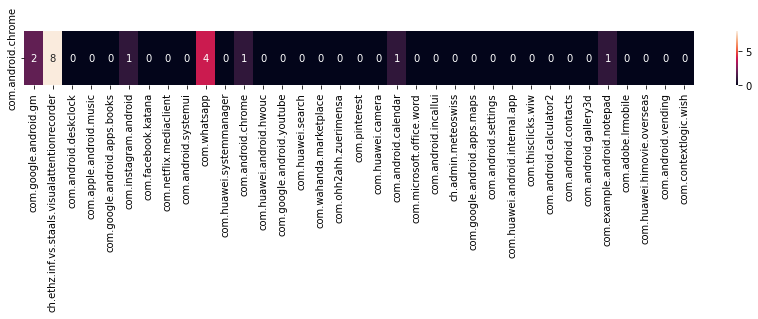 com.android.chrome
2 8 0 0 0 1 0 0 0 4 0 1 0 0 0 0 0 0 0 1 0 0 0 0 0 0 0 0 0 0 1 0 0 0 0
5
0
com.google.android.gm
ch.ethz.inf.vs.staals.visualattentionrecorder
com.android.deskclock
com.apple.android.music
com.google.android.apps.books
com.instagram.android
com.facebook.katana
com.netflix.mediaclient
com.android.systemui
com.whatsapp
com.huawei.systemmanager
com.android.chrome
com.huawei.android.hwouc
com.google.android.youtube
com.huawei.search
com.wahanda.marketplace
com.ohh2ahh.zuerimensa
com.pinterest
com.huawei.camera
com.android.calendar
com.microsoft.office.word
com.android.incallui
ch.admin.meteoswiss
com.google.android.apps.maps
com.android.settings
com.huawei.android.internal.app
com.thisclicks.wiw
com.android.calculator2
com.android.contacts
com.android.gallery3d
com.example.android.notepad
com.adobe.lrmobile
com.huawei.himovie.overseas
com.android.vending
com.contextlogic.wish